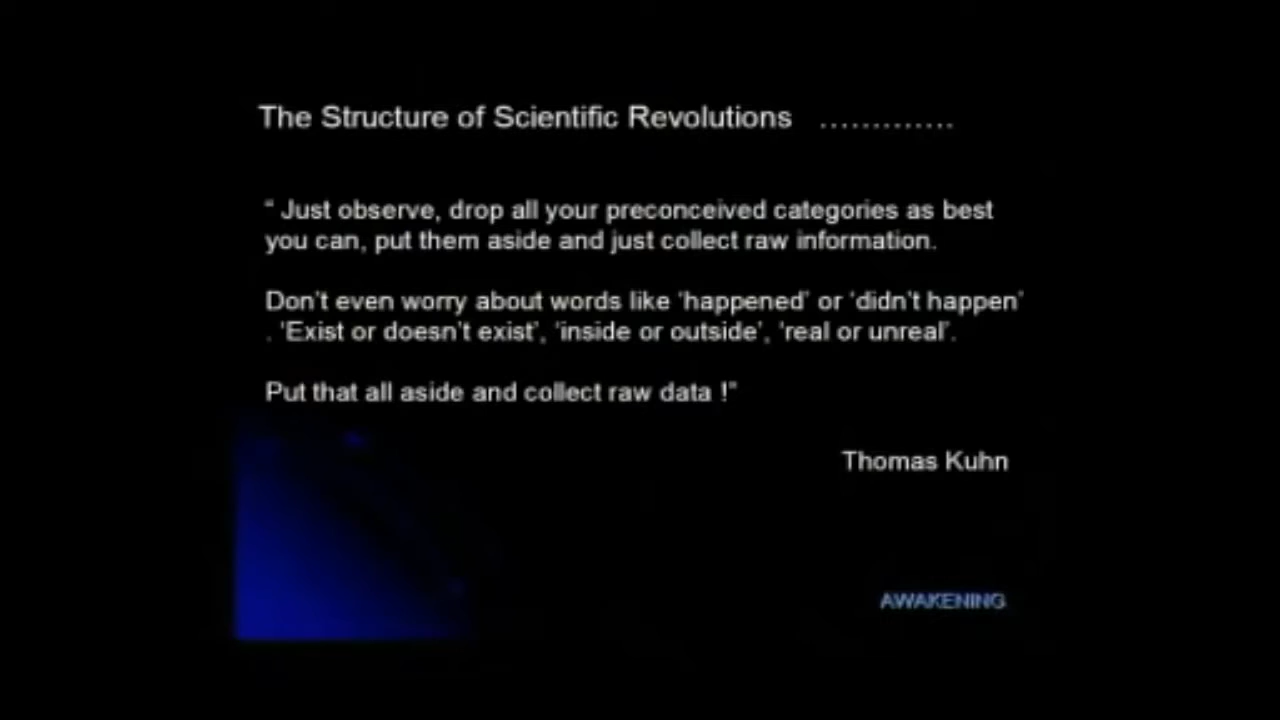 The Structure of Scientific Revolutions .............
“ Just observe, drop all your preconceived categories as best
you can, put them aside and just collect raw information.
Don’t even worry about words like ‘happened’ or ‘didn’t happen’
. ‘Exist or doesn’t exist’, ‘inside or outside’, ‘real or unreal’.
Put that all aside and collect raw data !”
Thomas Kuhn
AWAKENING